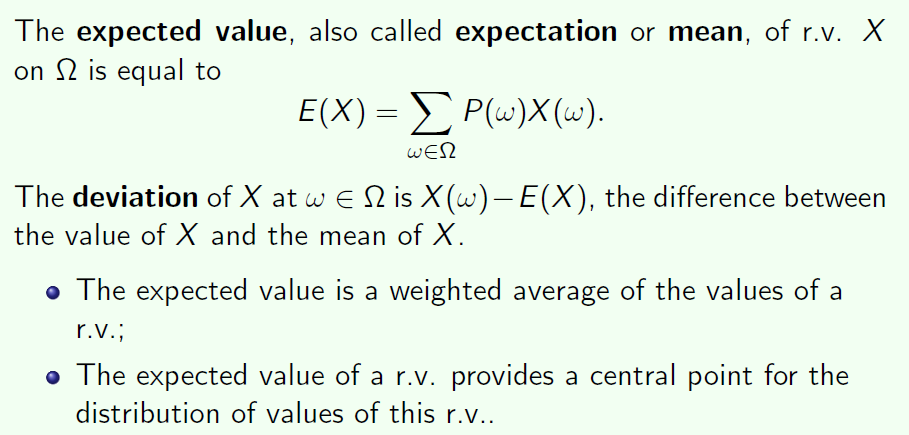 The expected value, also called expectation or mean, of r.v. X
on Ω is equal to
E(X) = ∑ P(ω)X(ω).
ω∈Ω
The deviation of X at ω ∈ Ω is X(ω)−E(X), the difference between
the value of X and the mean of X.
The expected value is a weighted average of the values of a
r.v.;
The expected value of a r.v. provides a central point for the
distribution of values of this r.v..